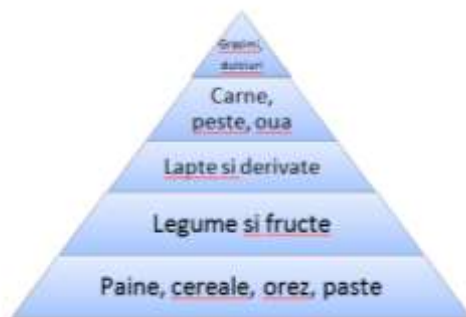 Grasimi,
dulciuri
Carne,
peste, oua
Lapte si derivate
Legume si fructe
Paine, cereale, orez, paste